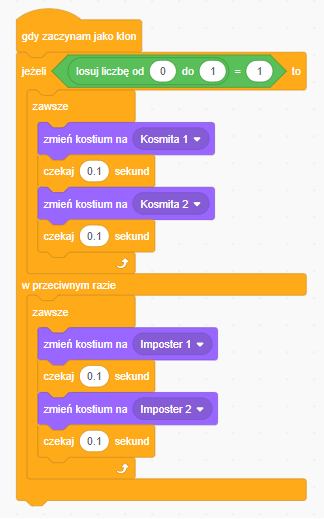 gdy zaczynam jako klon
jeżeli losuj liczbę od 0 do 1 = 1 to
zawsze
zmień kostium na Kosmita 1
czekaj 0.1 sekund
zmień kostium na Kosmita 2
czekaj 0.1 sekund
w przeciwnym razie
zawsze
zmień kostium na Imposter 1
czekaj 0.1 sekund
zmień kostium na Imposter 2
czekaj 0.1 sekund